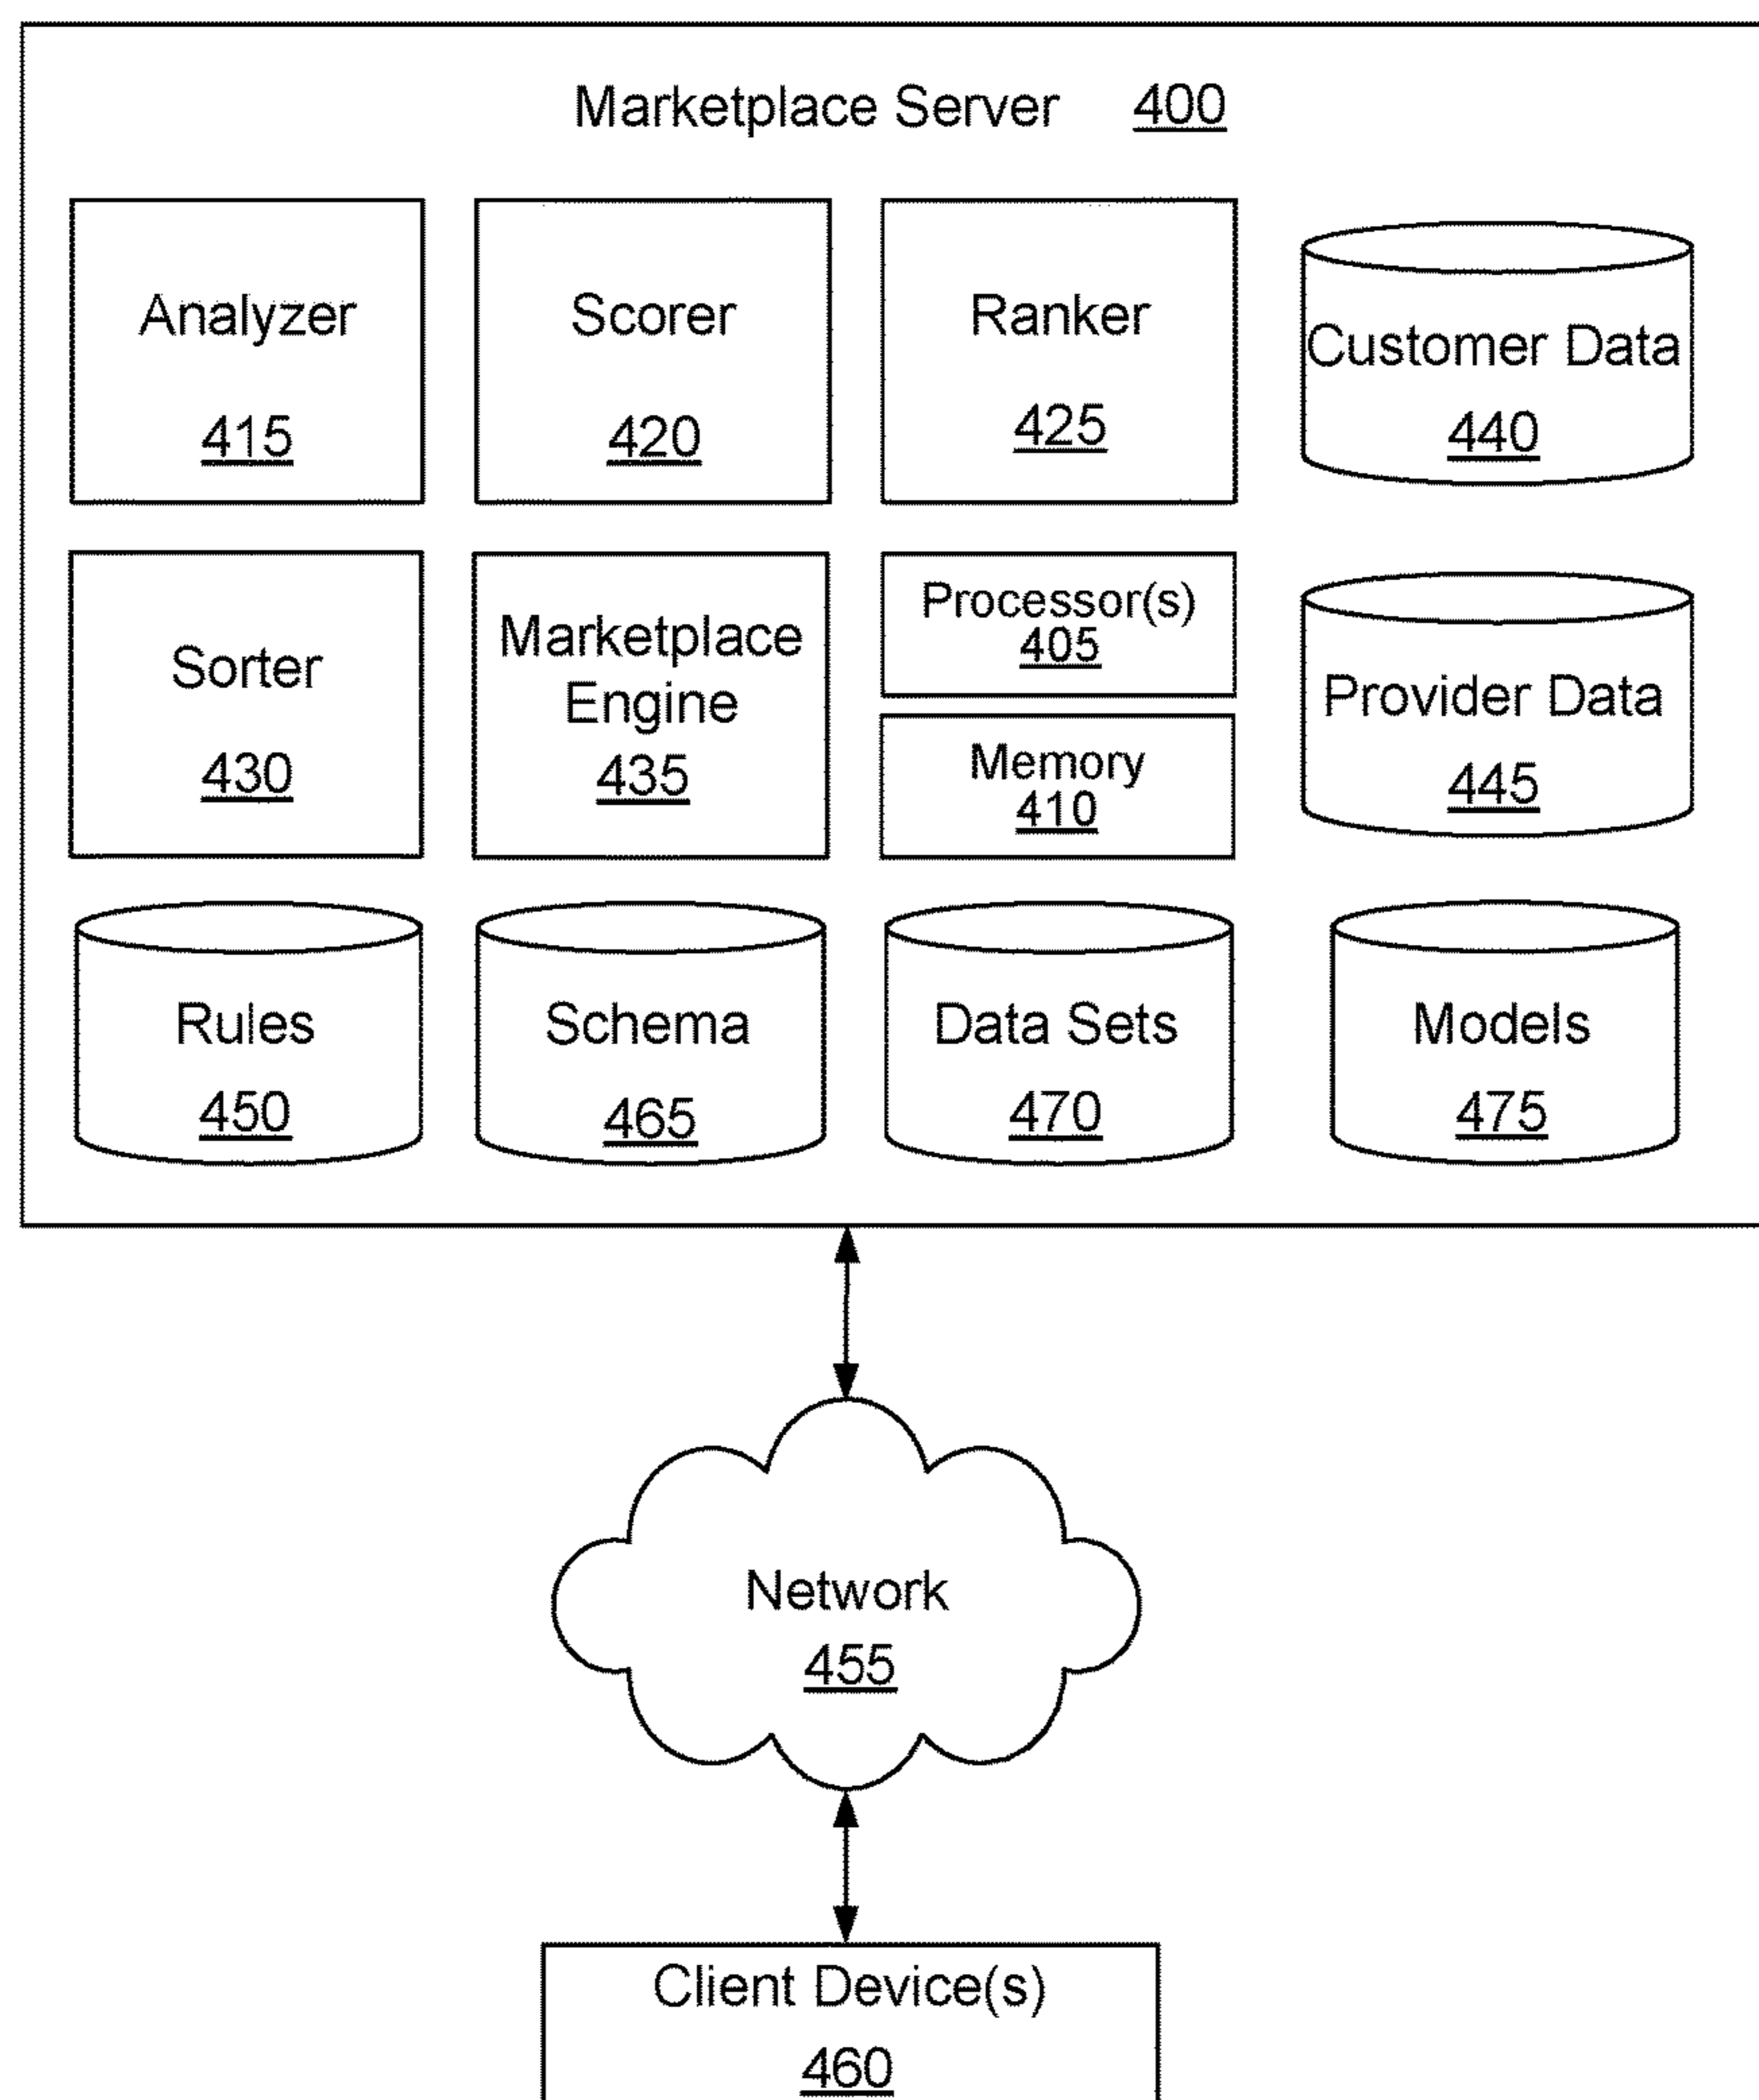 Marketplace Server 400
Analyzer
415
Scorer
420
Ranker
425
Customer Data
440
Sorter
430
Marketplace
Engine
435
Processor(s)
405
Memory
410
Provider Data
445
Rules
450
Schema
465
Data Sets
470
Models
475
Network
455
Client Device(s)
460